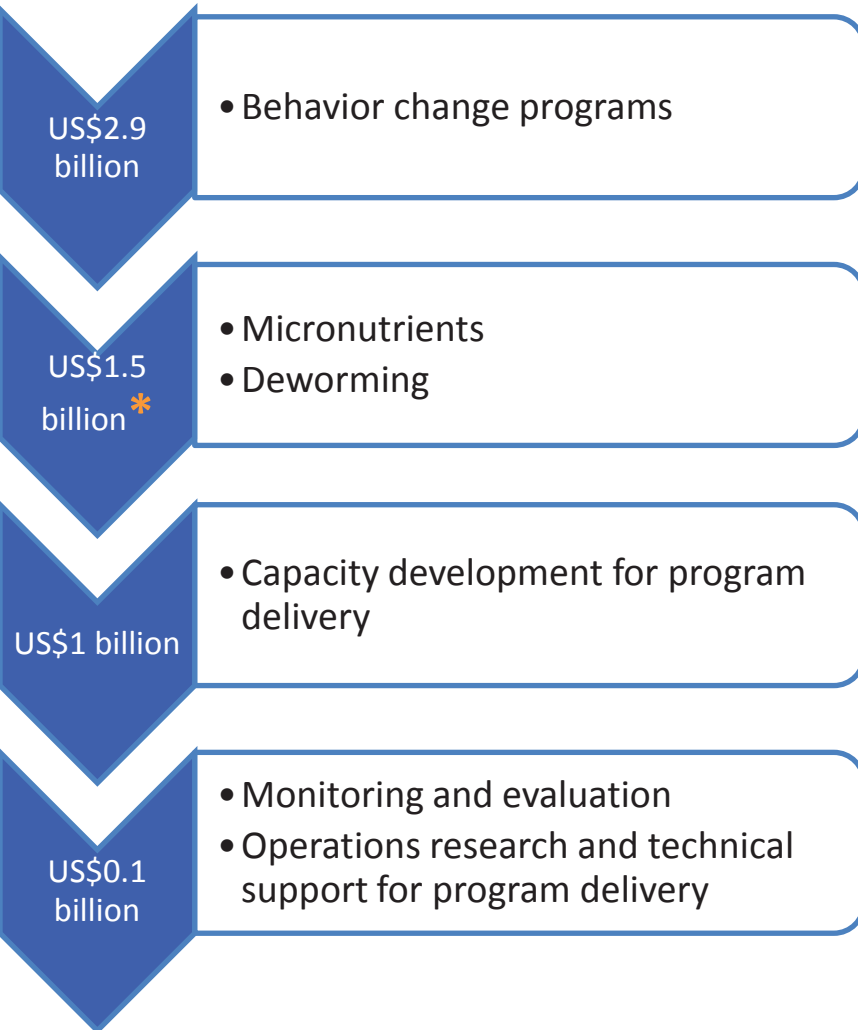 US$2.9
billion
• Behavior change programs
US$1.5
billion*
• Micronutrients
• Deworming
US$1 billion
• Capacity development for program
delivery
US$0.1
billion
• Monitoring and evaluation
• Operations research and technical
support for program delivery